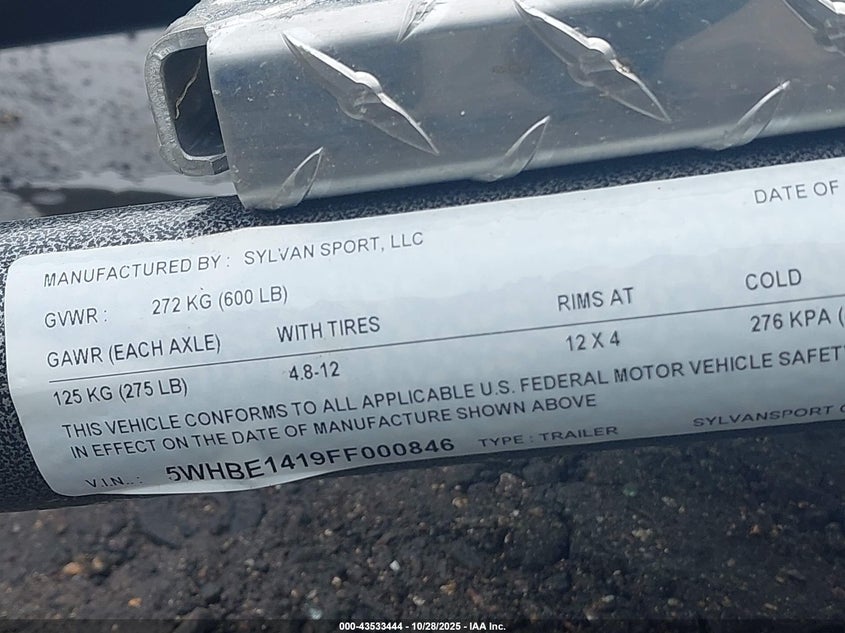 DATE OF
MANUFACTURED BY : SYLVAN SPORT, LLC
GVWR : 272 KG (600 LB)
GAWR (EACH AXLE) WITH TIRES RIMS AT COLD
125 KG (275 LB) 4.8-12 12 X 4 276 KPA (
THIS VEHICLE CONFORMS TO ALL APPLICABLE U.S. FEDERAL MOTOR VEHICLE SAFETY
IN EFFECT ON THE DATE OF MANUFACTURE SHOWN ABOVE
V.I.N..: 5WHBE1419FF000846 TYPE : TRAILER SYLVANSPORT
000-43533444 - 10/28/2025 - IAA Inc.